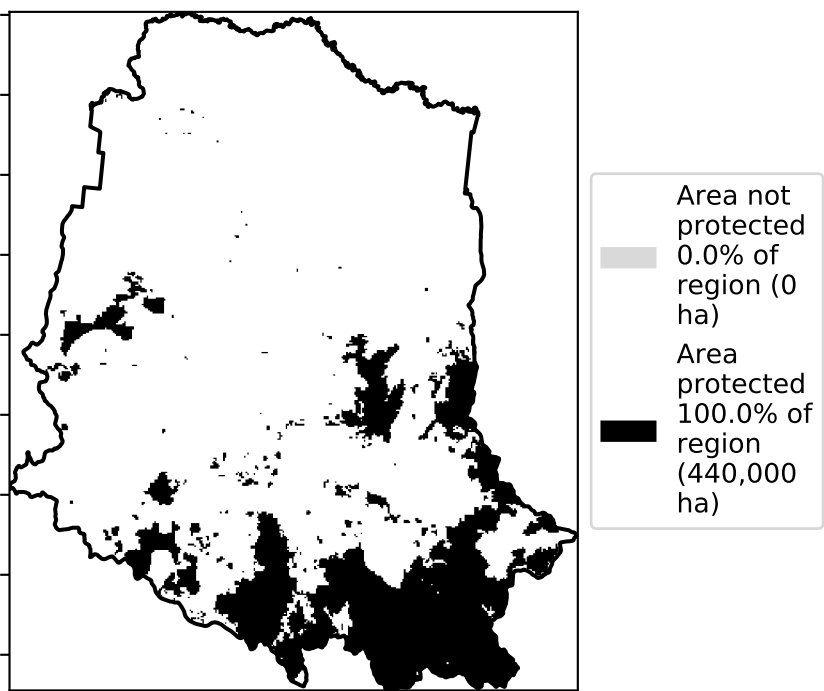 Area not
protected
0.0% of
region (0
ha)
Area
protected
100.0% of
region
(440,000
ha)